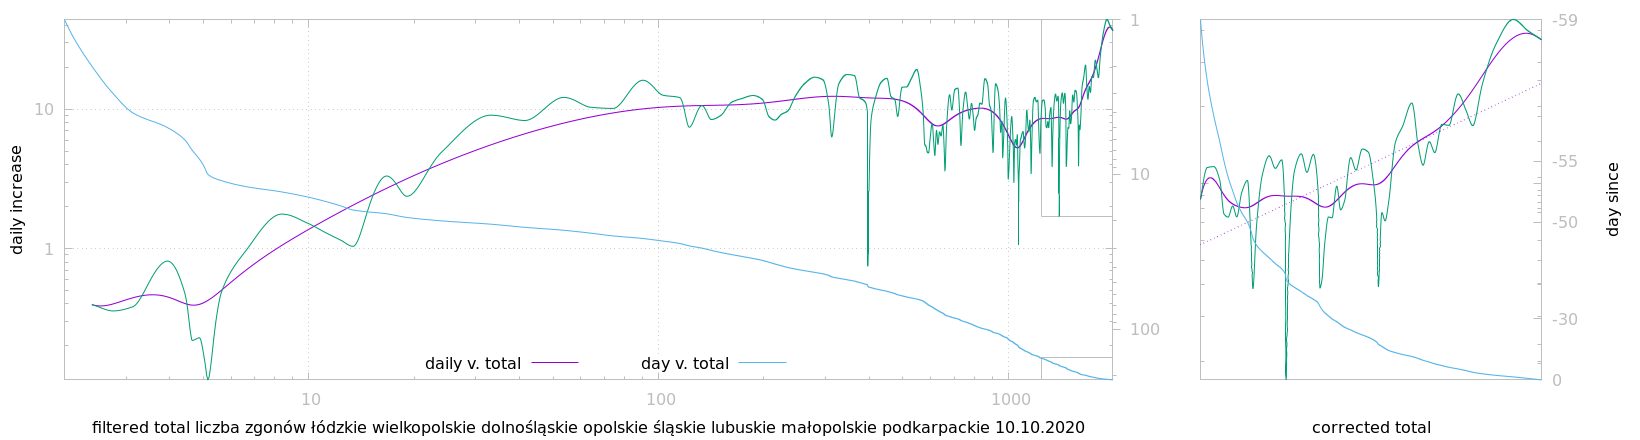 1
-59
10
-55
10
daily increase
day since
-50
1
-30
100
daily v. total
day v. total
0
10
100
1000
filtered total liczba zgonów łódzkie wielkopolskie dolnośląskie opolskie śląskie lubuskie małopolskie podkarpackie 10.10.2020
corrected total